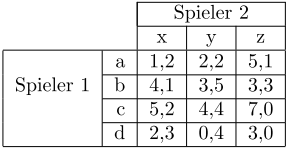 Spieler 2
x y z
a 1,2 2,2 5,1
Spieler 1 b 4,1 3,5 3,3
c 5,2 4,4 7,0
d 2,3 0,4 3,0